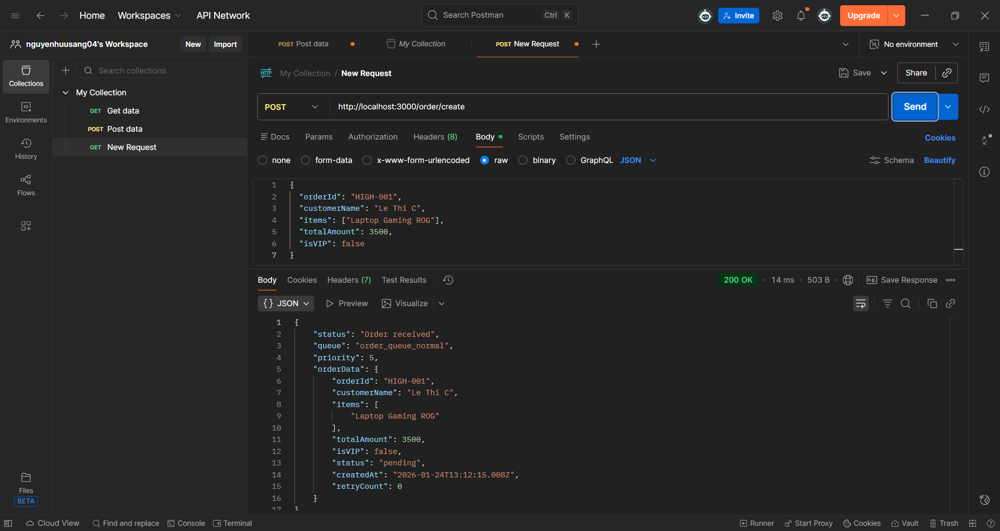 Home
Workspaces
API Network
Search Postman
Ctrl
K
Invite
Upgrade
nguyenhuusang04's Workspace
New
Import
POST Post data
My Collection
POST New Request
No environment
Collections
Environments
History
Flows
Files
BETA
Search collections
My Collection
GET Get data
POST Post data
GET New Request
HTTP
My Collection / New Request
Save
Share
POST
http://localhost:3000/order/create
Send
Docs
Params
Authorization
Headers (8)
Body
Scripts
Settings
Cookies
none
form-data
x-www-form-urlencoded
raw
binary
GraphQL
JSON
Schema
Beautify
1 {
2 "orderId": "HIGH-001",
3 "customerName": "Le Thi C",
4 "items": ["Laptop Gaming ROG"],
5 "totalAmount": 3500,
6 "isVIP": false
7 }
Body
Cookies
Headers (7)
Test Results
200 OK
14 ms
503 B
e.g.
Save Response
{} JSON
Preview
Visualize
1 {
2 "status": "Order received",
3 "queue": "order_queue_normal",
4 "priority": 5,
5 "orderData": {
6 "orderId": "HIGH-001",
7 "customerName": "Le Thi C",
8 "items": [
9 "Laptop Gaming ROG"
10 ],
11 "totalAmount": 3500,
12 "isVIP": false,
13 "status": "pending",
14 "createdAt": "2026-01-24T13:12:15.008Z",
15 "retryCount": 0
16 }
17 }
Cloud View
Find and replace
Console
Terminal
Runner
Start Proxy
Cookies
Vault
Trash